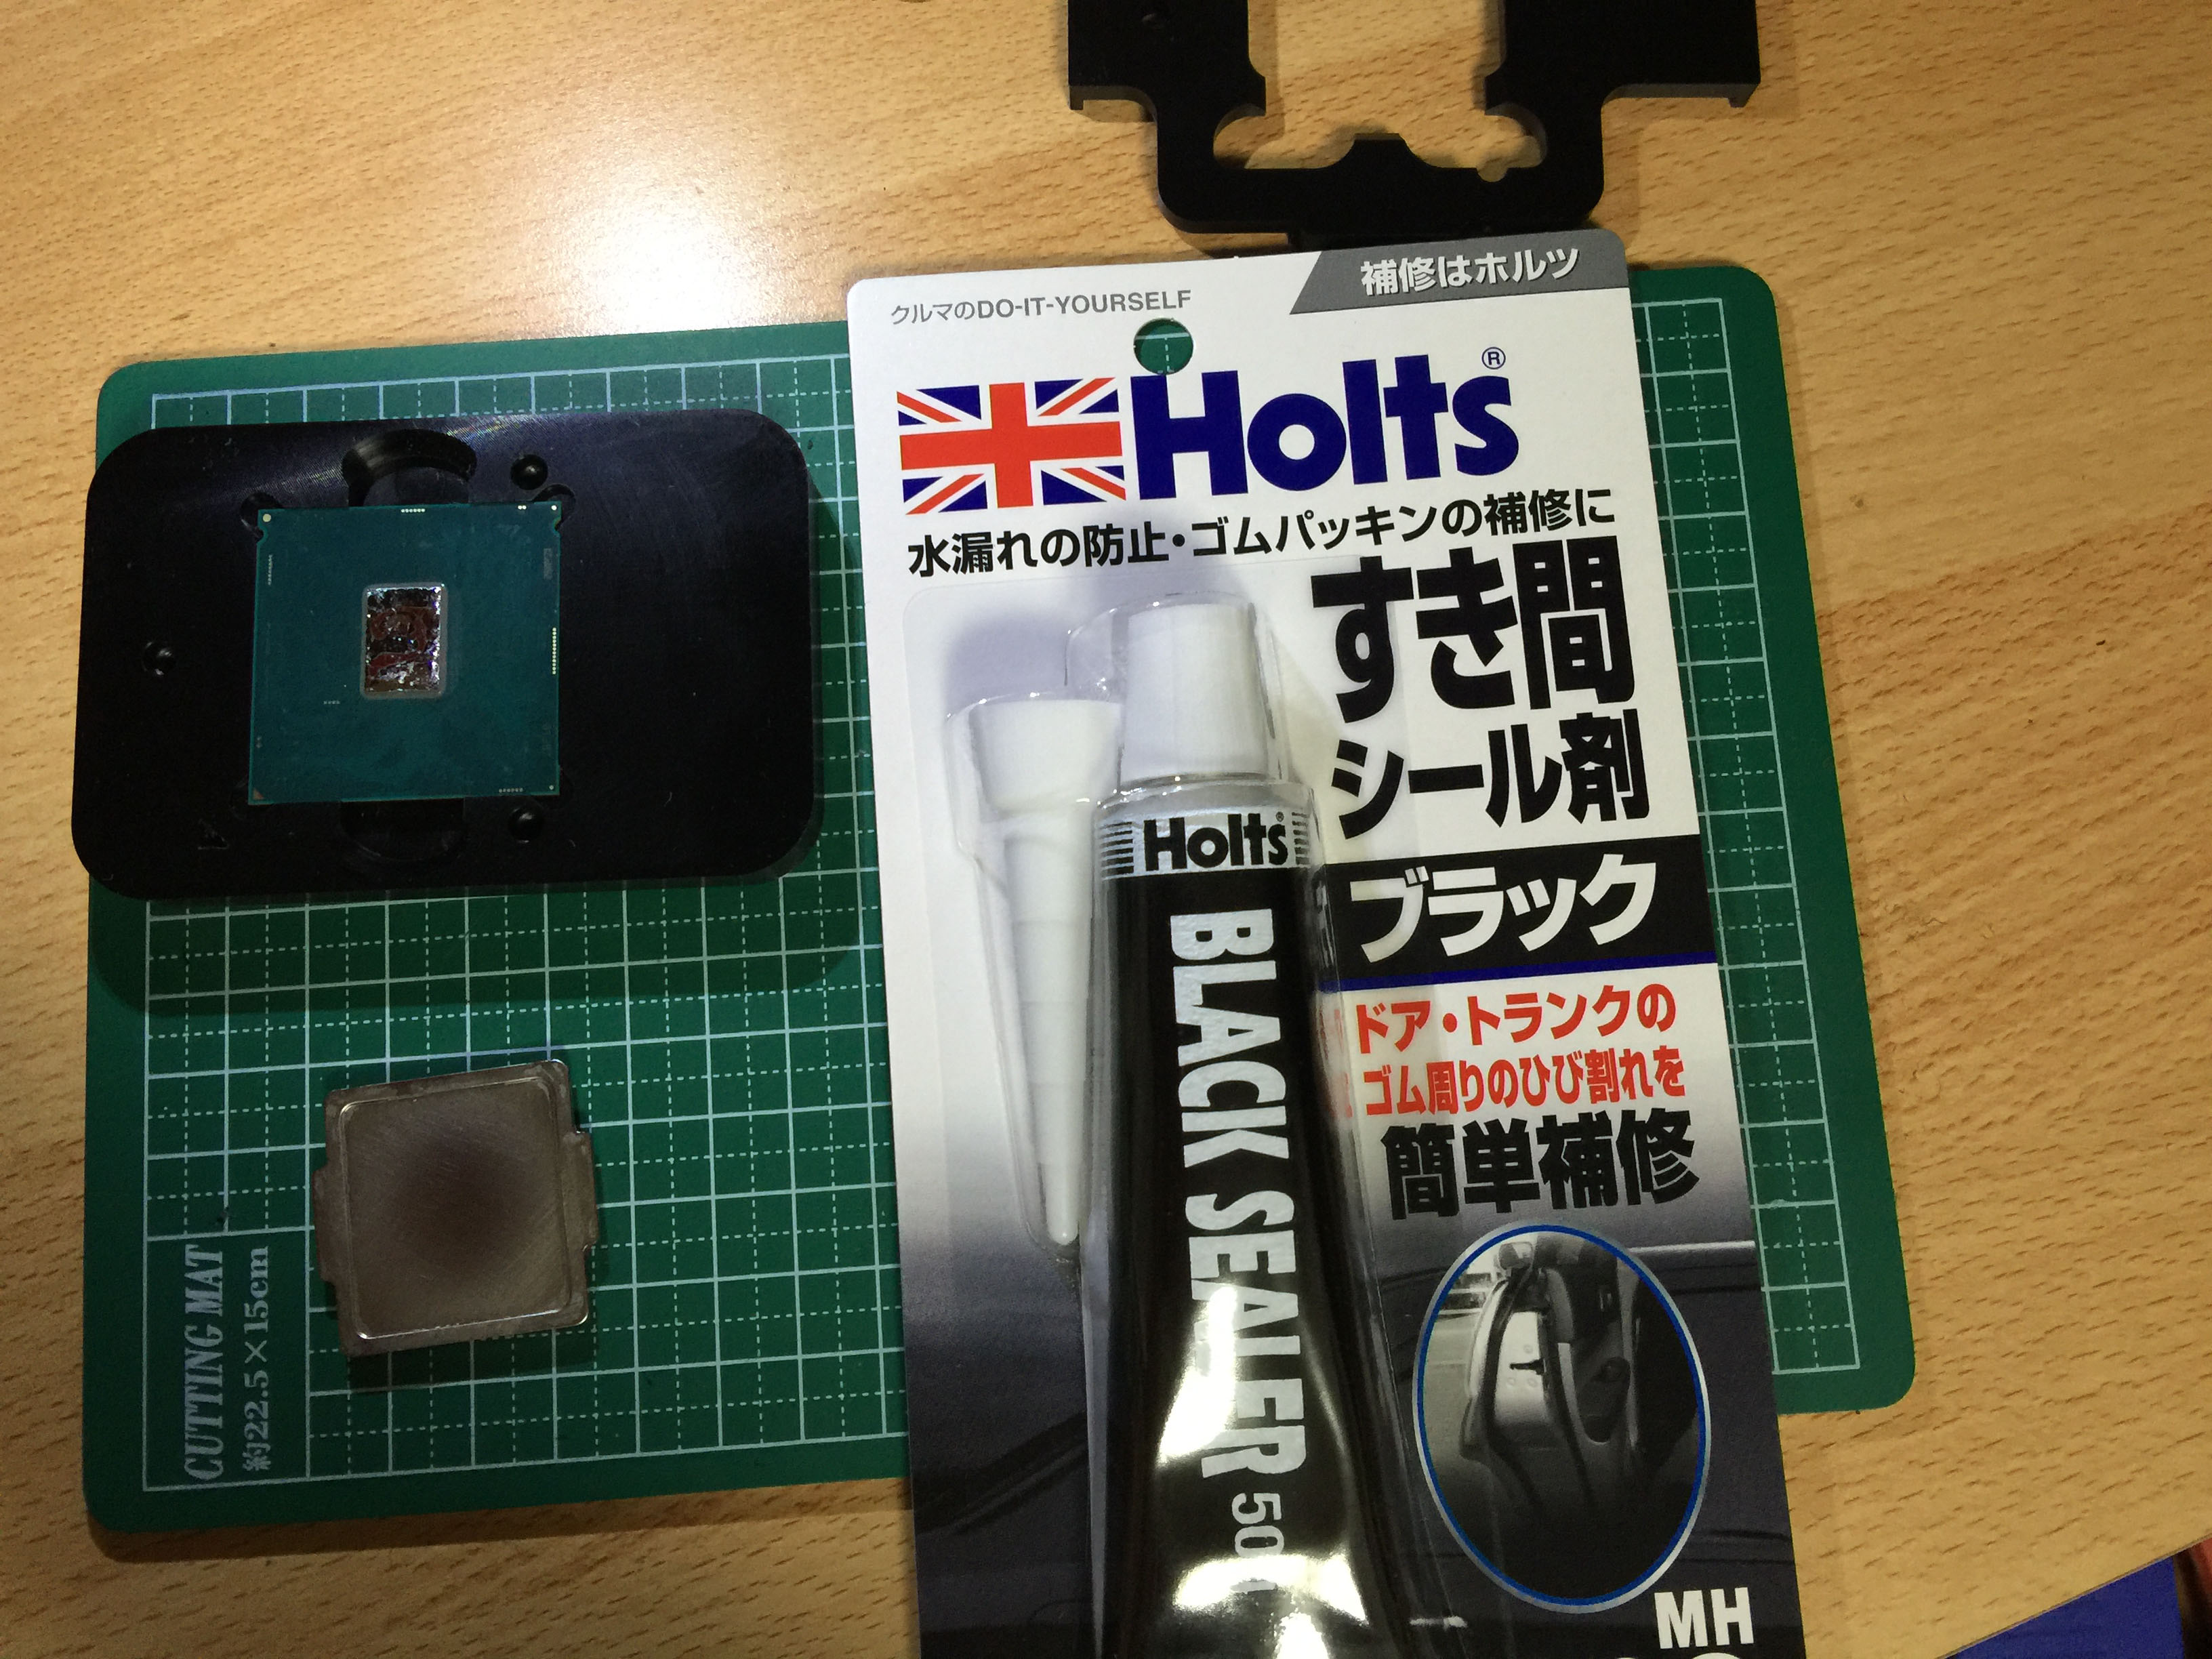 クルマのDO-IT-YOURSELF
補修はホルツ
Holts®
水漏れの防止・ゴムパッキンの補修に
すき間
シール剤
ブラック
ドア・トランクの
ゴム周りのひび割れを
簡単補修
MH
Holts®
BLACK SEALER
CUTTING MAT
約22.5×15cm